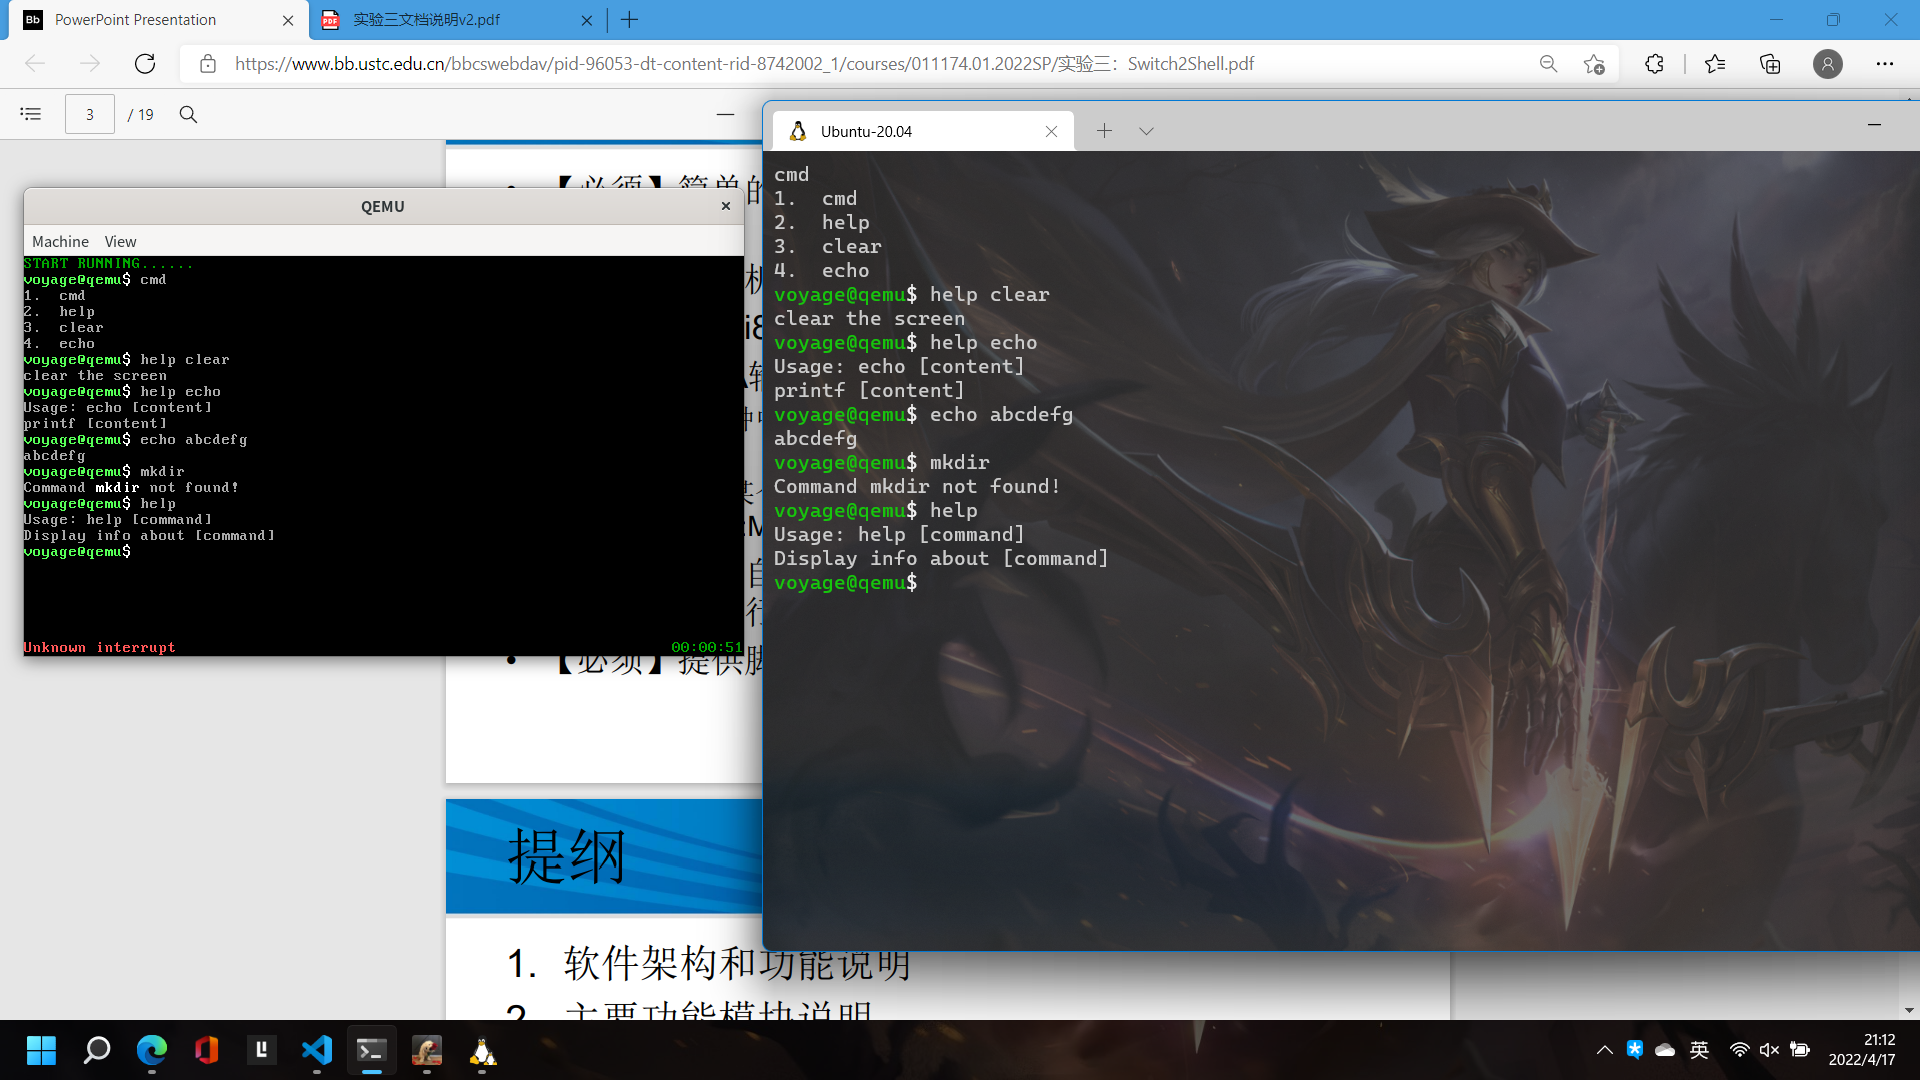 PowerPoint Presentation
实验三文档说明v2.pdf
https://www.bb.ustc.edu.cn/bbcswebdav/pid-96053-dt-content-rid-8742002_1/courses/011174.01.2022SP/实验三：Switch2Shell.pdf
3 / 19
【必须】简单的
QEMU
Machine View
START RUNNING......
voyage@qemu$ cmd
1. cmd
2. help
3. clear
4. echo
voyage@qemu$ help clear
clear the screen
voyage@qemu$ help echo
Usage: echo [content]
printf [content]
voyage@qemu$ echo abcdefg
abcdefg
voyage@qemu$ mkdir
Command mkdir not found!
voyage@qemu$ help
Usage: help [command]
Display info about [command]
voyage@qemu$
Unknown interrupt 00:00:51
• 【必须】提供脚
Ubuntu-20.04
cmd
1. cmd
2. help
3. clear
4. echo
voyage@qemu$ help clear
clear the screen
voyage@qemu$ help echo
Usage: echo [content]
printf [content]
voyage@qemu$ echo abcdefg
abcdefg
voyage@qemu$ mkdir
Command mkdir not found!
voyage@qemu$ help
Usage: help [command]
Display info about [command]
voyage@qemu$
提纲
1. 软件架构和功能说明
2. 主要功能模块说明
英
21:12
2022/4/17